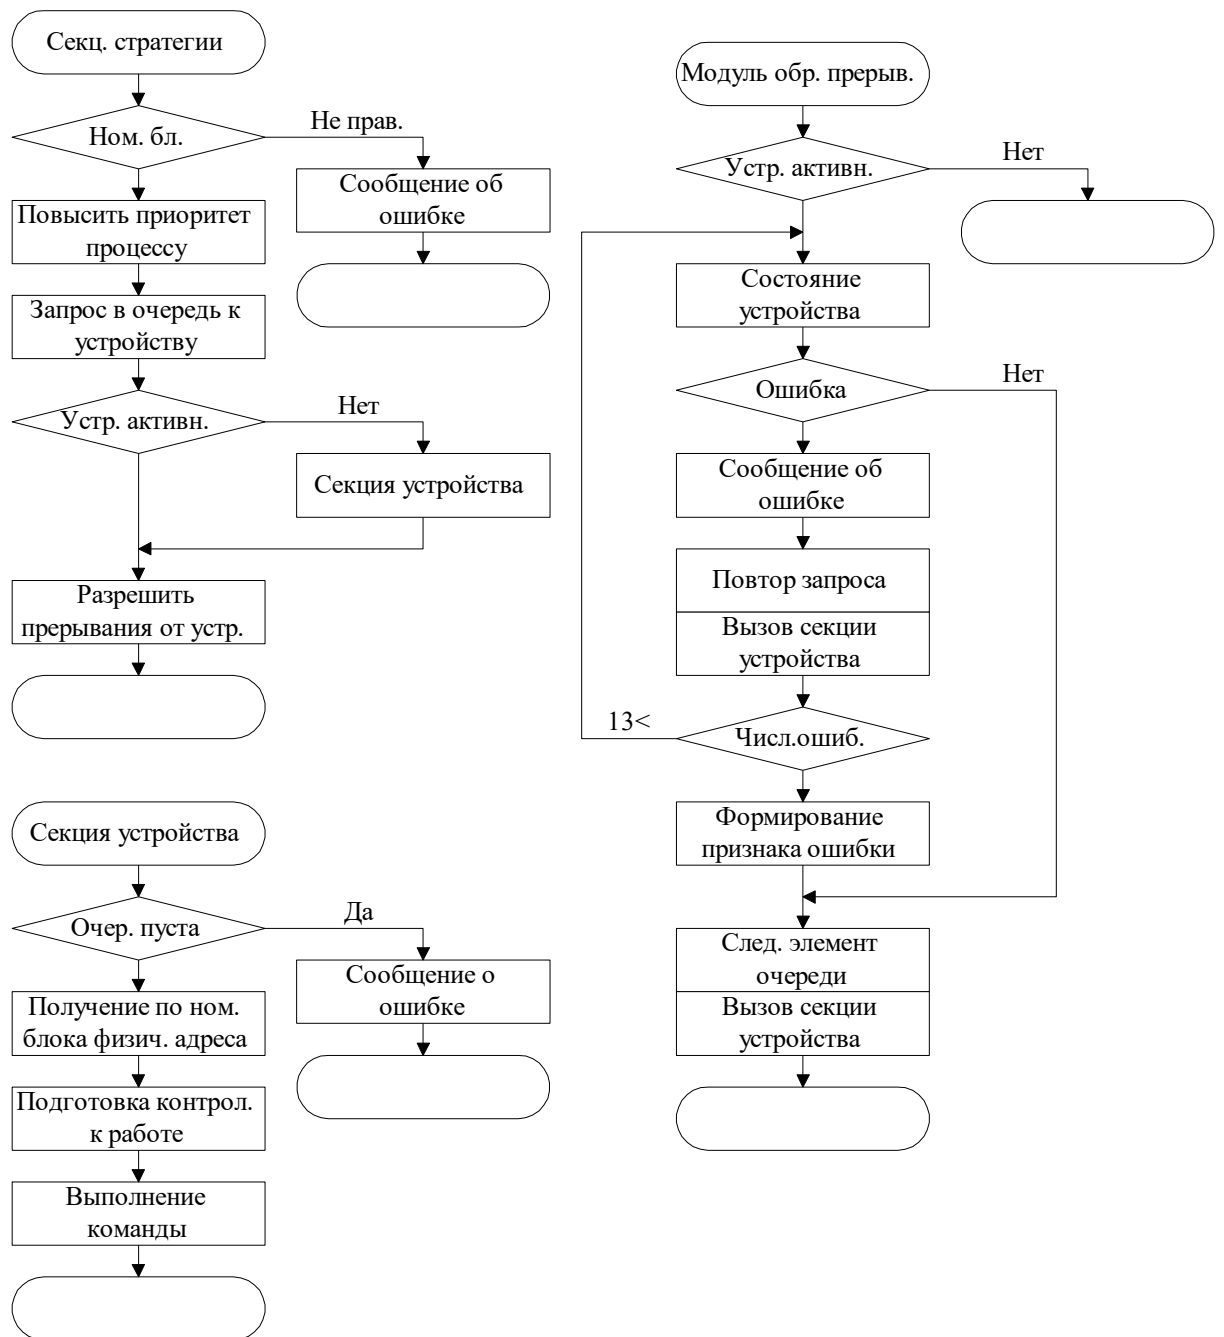 Секц. стратегии
Ном. бл.
Не прав.
Сообщение об
ошибке
Повысить приоритет
процессу
Запрос в очередь к
устройству
Устр. активн.
Нет
Секция устройства
Разрешить
прерывания от устр.
Секция устройства
Очер. пуста
Да
Сообщение о
ошибке
Получение по ном.
блока физич. адреса
Подготовка контрол.
к работе
Выполнение
команды
Модуль обр. прерыв.
Устр. активн.
Нет
Состояние
устройства
Ошибка
Нет
Сообщение об
ошибке
Повтор запроса
Вызов секции
устройства
13<
Числ.ошиб.
Формирование
признака ошибки
След. элемент
очереди
Вызов секции
устройства